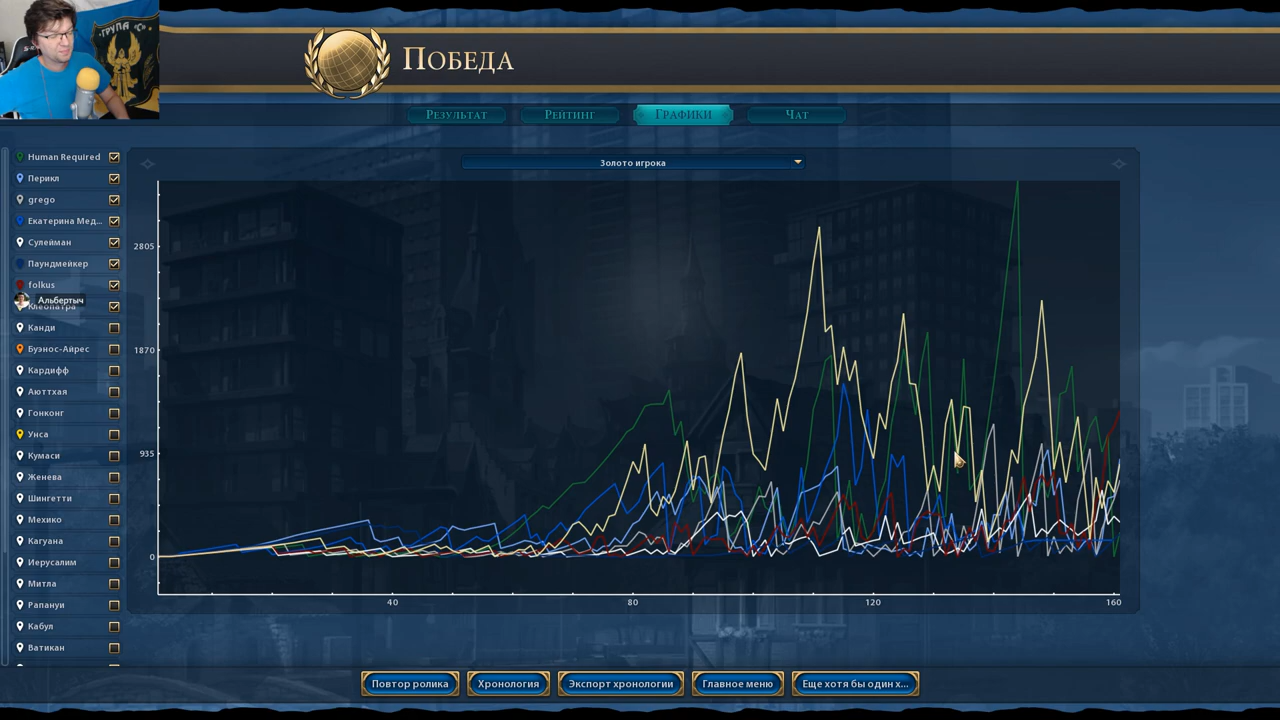 ГРУПА "С"
Победа
Результат
Рейтинг
Графики
Чат
Human Required
Золото игрока
Перикл
grego
Екатерина Мед...
Сулейман
Паундмейкер
folkus
Альбертыч
Клеопатра
Канди
Буэнос-Айрес
Кардифф
Аюттхая
Гонконг
Унса
Кумаси
Женева
Шингетти
Мехико
Кагуана
Иерусалим
Митла
Рапануи
Кабул
Ватикан
2805
1870
935
0
40
80
120
160
Повтор ролика
Хронология
Экспорт хронологии
Главное меню
Еще хотя бы один х...